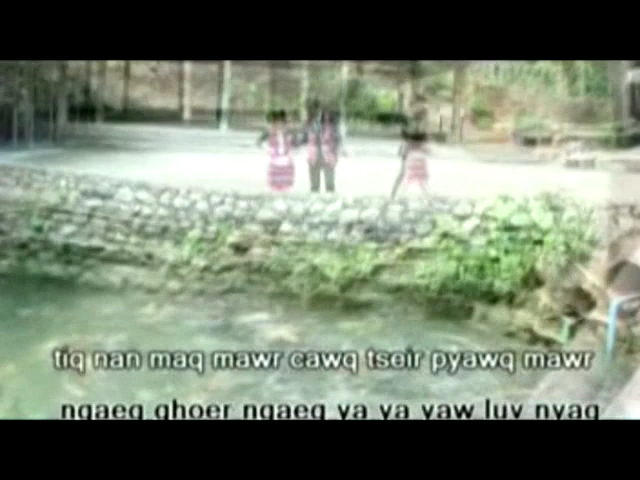 tiq nan maq mawr cawq tseir pyawq mawr
ngaeq ghoer ngaeq ya ya yaw luv nyaq